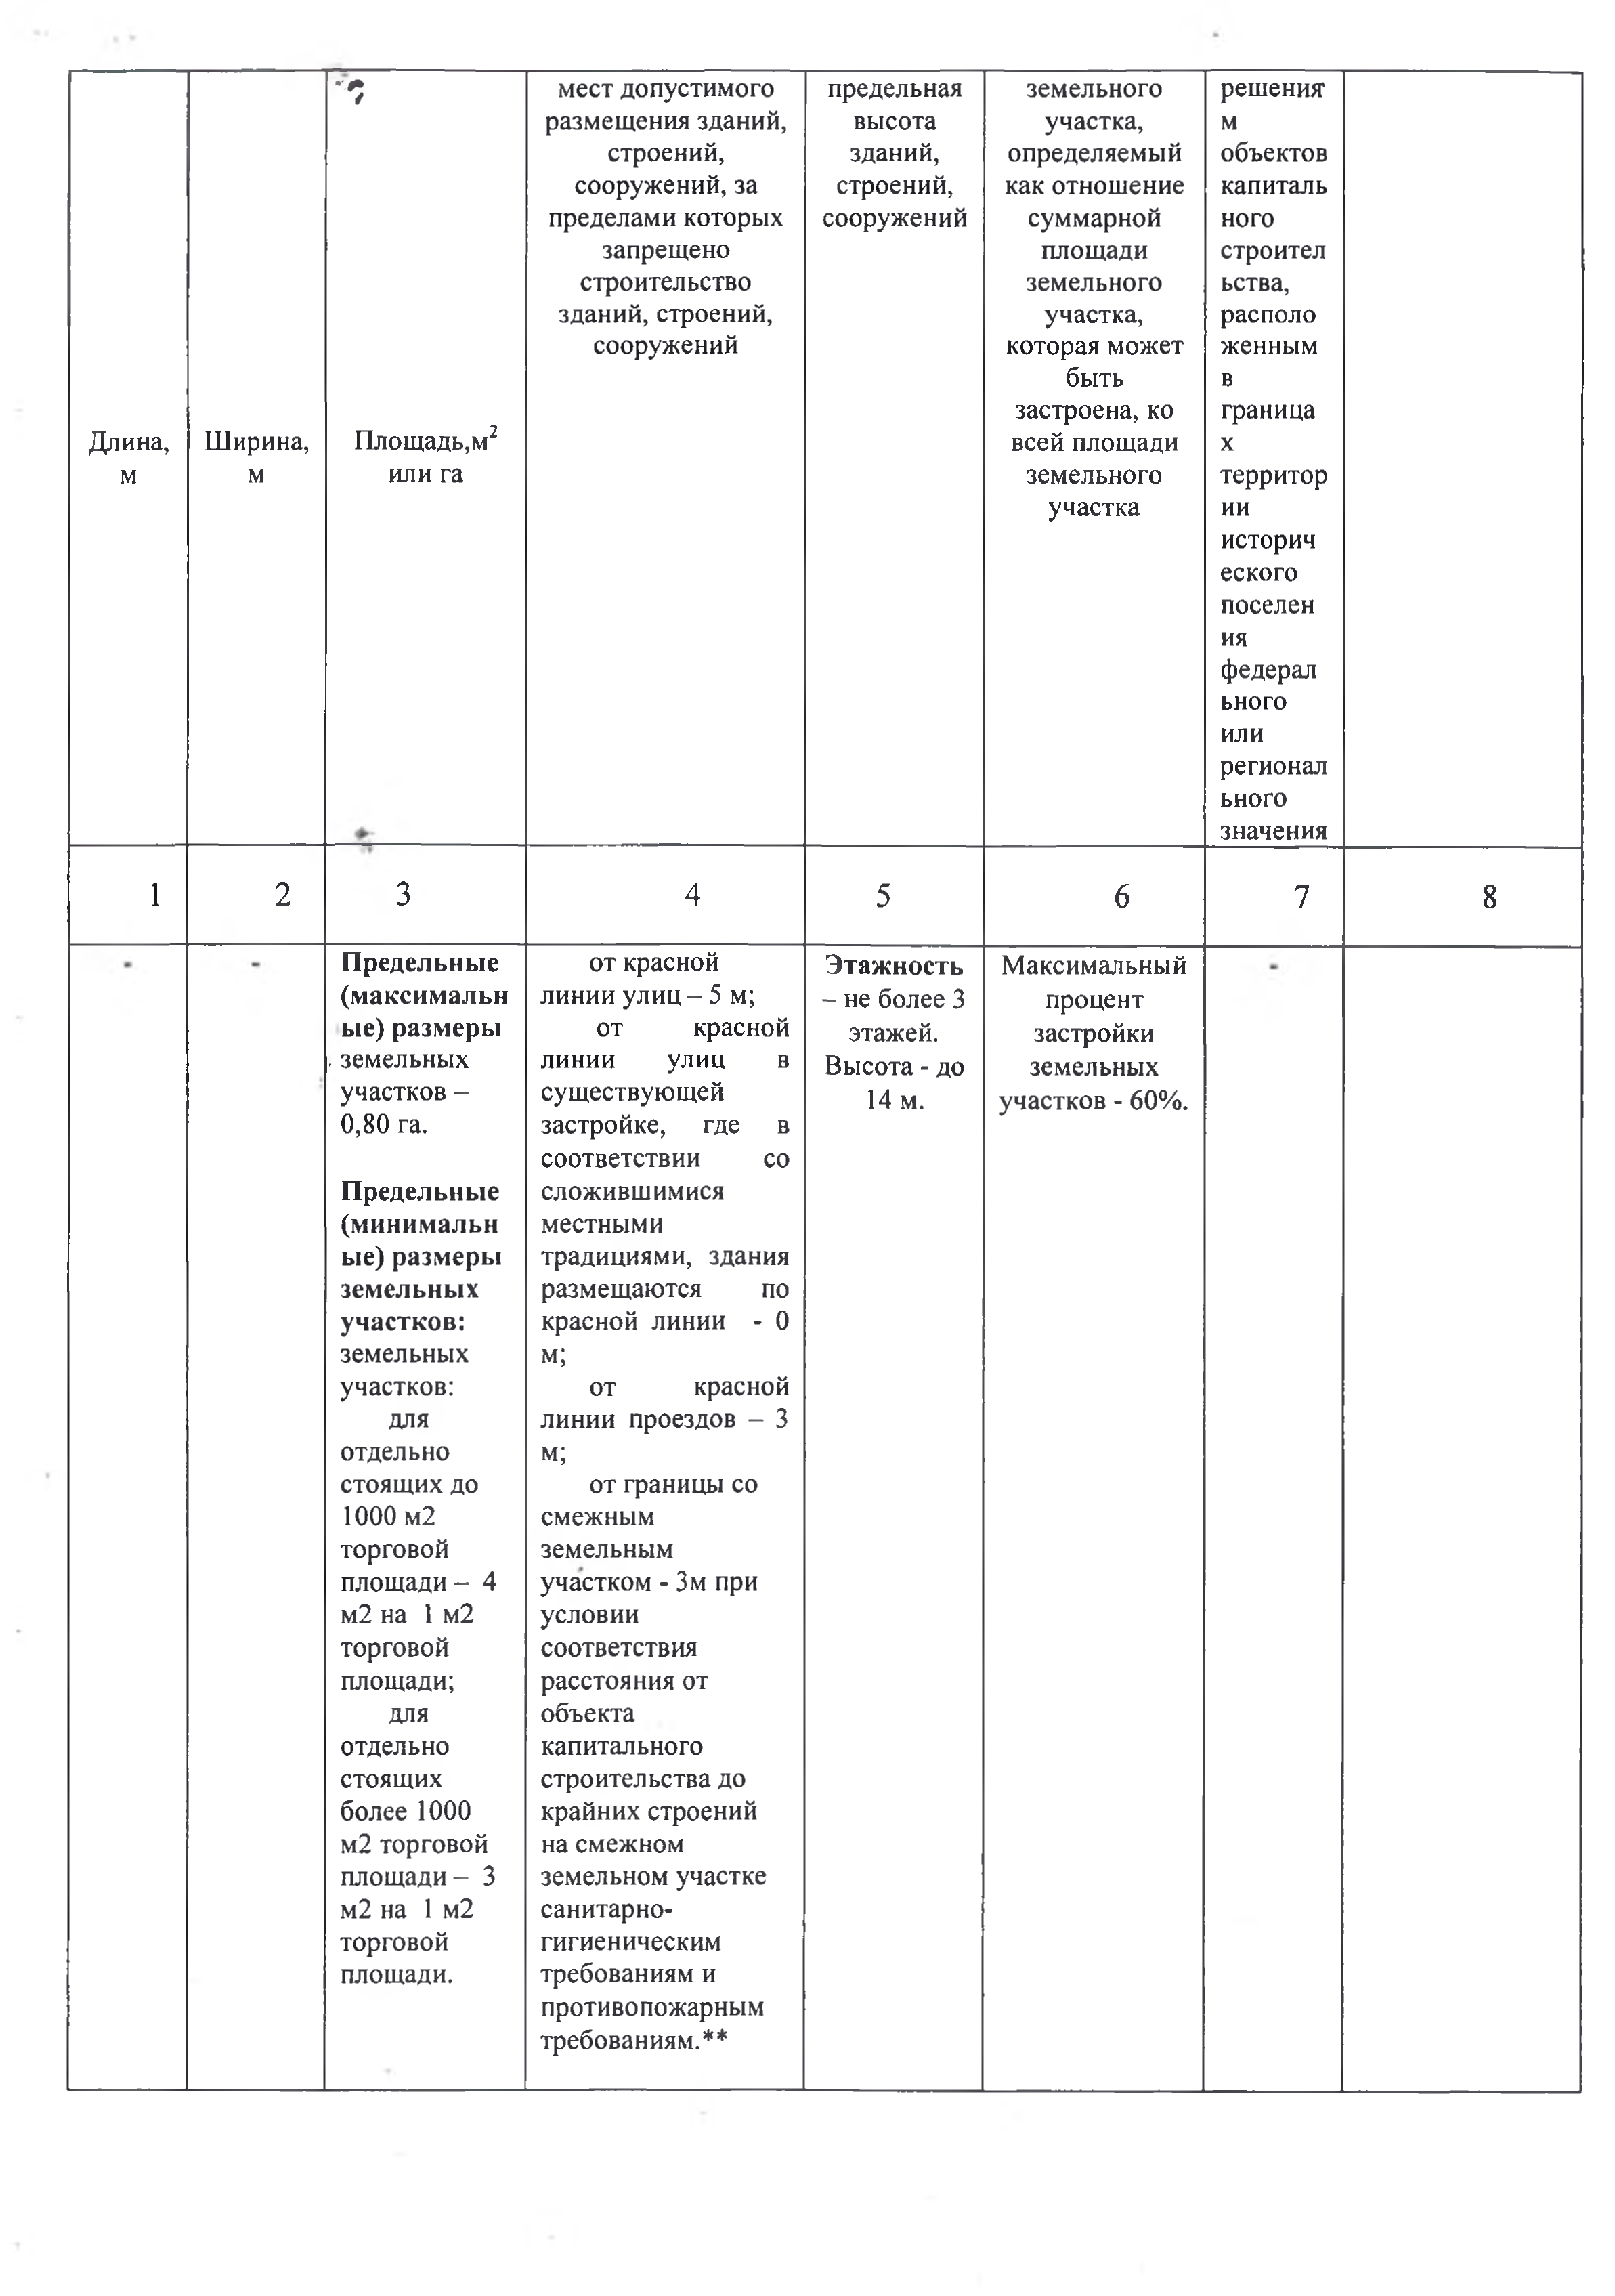 Длина,
м
Ширина,
м
Площадь,м²
или га
мест допустимого
размещения зданий,
строений,
сооружений, за
пределами которых
запрещено
строительство
зданий, строений,
сооружений
предельная
высота
зданий,
строений,
сооружений
земельного
участка,
определяемый
как отношение
суммарной
площади
земельного
участка,
которая может
быть
застроена, ко
всей площади
земельного
участка
решения
м
объектов
капиталь
ного
строител
ьства,
располо
женным
в
граница
х
территор
ии
историч
еского
поселен
ия
федерал
ьного
или
регионал
ьного
значения
1
2
3
4
5
6
7
8
-
-
Предельные
(максимальн
ые) размеры
земельных
участков –
0,80 га.
Предельные
(минимальн
ые) размеры
земельных
участков:
земельных
участков:
для
отдельно
стоящих до
1000 м2
торговой
площади – 4
м2 на 1 м2
торговой
площади;
для
отдельно
стоящих
более 1000
м2 торговой
площади – 3
м2 на 1 м2
торговой
площади.
от красной
линии улиц – 5 м;
от красной
линии улиц в
существующей
застройке, где в
соответствии со
сложившимися
местными
традициями, здания
размещаются по
красной линии - 0
м;
от красной
линии проездов – 3
м;
от границы со
смежным
земельным
участком - 3м при
условии
соответствия
расстояния от
объекта
капитального
строительства до
крайних строений
на смежном
земельном участке
санитарно-
гигиеническим
требованиям и
противопожарным
требованиям.**
Этажность
– не более 3
этажей.
Высота - до
14 м.
Максимальный
процент
застройки
земельных
участков - 60%.
-